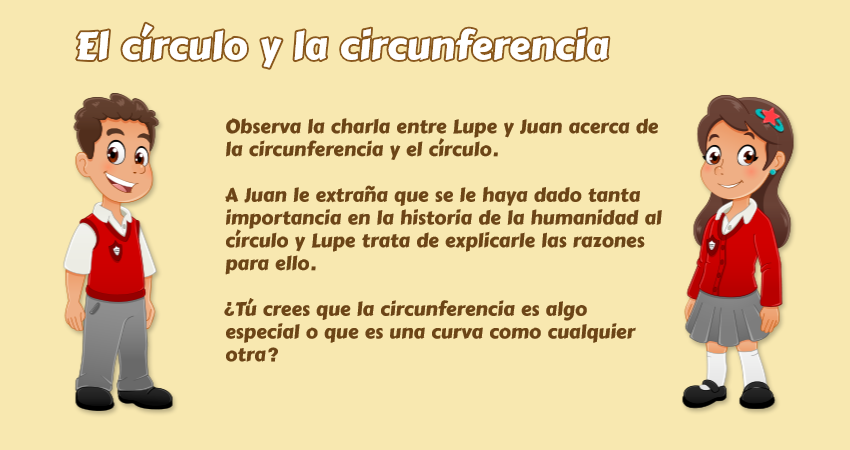 El círculo y la circunferencia
Observa la charla entre Lupe y Juan acerca de
la circunferencia y el círculo.
A Juan le extraña que se le haya dado tanta
importancia en la historia de la humanidad al
círculo y Lupe trata de explicarle las razones
para ello.
¿Tú crees que la circunferencia es algo
especial o que es una curva como cualquier
otra?